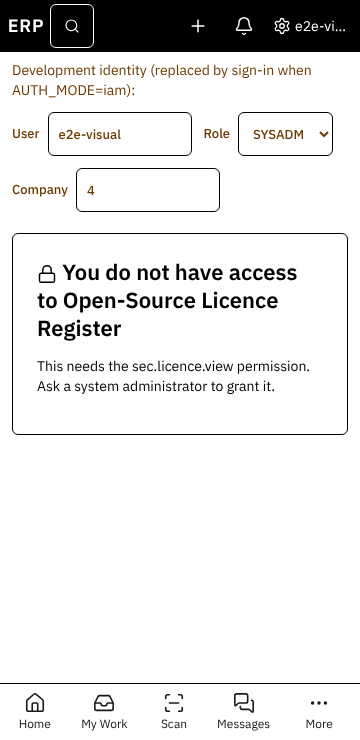 ERP e2e-vi...
Development identity (replaced by sign-in when
AUTH_MODE=iam):
User e2e-visual Role SYSADM
Company 4
You do not have access
to Open-Source Licence
Register
This needs the sec.licence.view permission.
Ask a system administrator to grant it.
Home My Work Scan Messages More